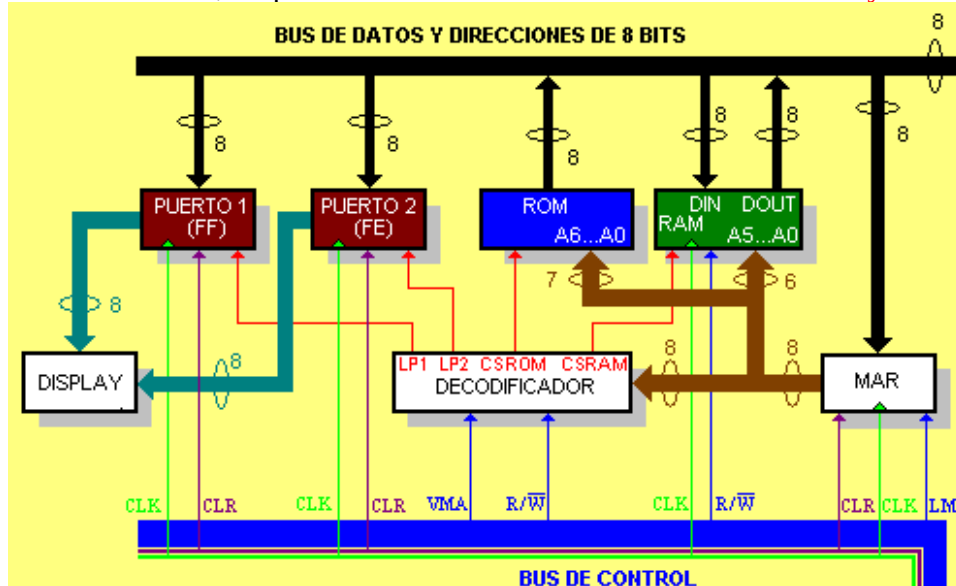 8
BUS DE DATOS Y DIRECCIONES DE 8 BITS
8
8
8
8
8
8
8
PUERTO 1
(FF)
PUERTO 2
(FE)
ROM
A6...A0
DIN DOUT
RAM
A5...A0
7
6
8
8
8
8
DISPLAY
LP1 LP2 CSROM CSRAM
DECODIFICADOR
MAR
CLK
CLR
CLK
CLR
VMA
R/W̅
CLK
R/W̅
CLR
CLK
LM
BUS DE CONTROL